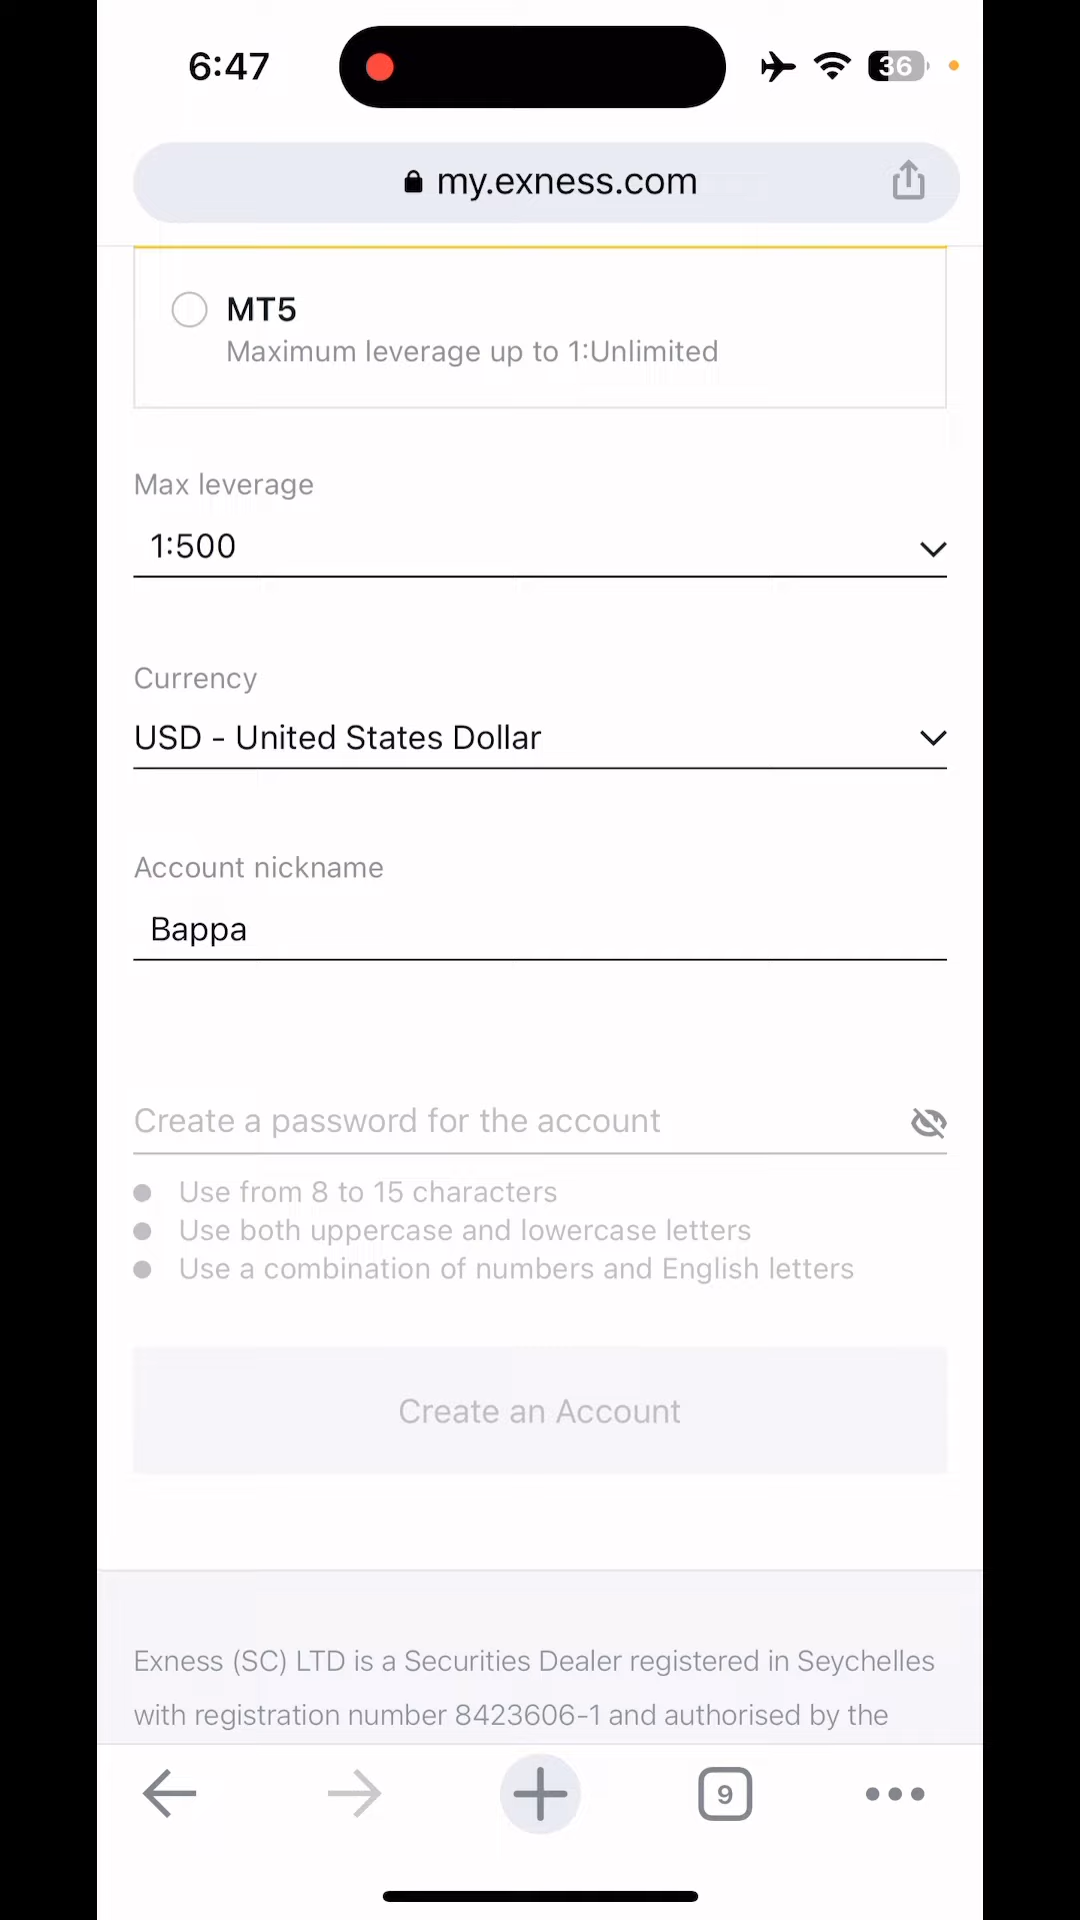 6:47
36
my.exness.com
MT5
Maximum leverage up to 1:Unlimited
Max leverage
1:500
Currency
USD - United States Dollar
Account nickname
Bappa
Create a password for the account
Use from 8 to 15 characters
Use both uppercase and lowercase letters
Use a combination of numbers and English letters
Create an Account
Exness (SC) LTD is a Securities Dealer registered in Seychelles
with registration number 8423606-1 and authorised by the
9